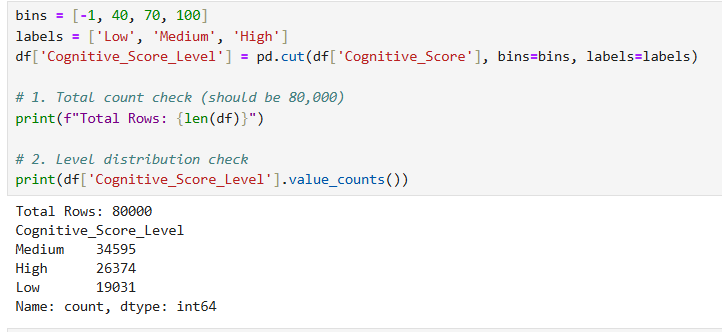 bins = [-1, 40, 70, 100]
labels = ['Low', 'Medium', 'High']
df['Cognitive_Score_Level'] = pd.cut(df['Cognitive_Score'], bins=bins, labels=labels)
# 1. Total count check (should be 80,000)
print(f"Total Rows: {len(df)}")
# 2. Level distribution check
print(df['Cognitive_Score_Level'].value_counts())
Total Rows: 80000
Cognitive_Score_Level
Medium    34595
High      26374
Low       19031
Name: count, dtype: int64